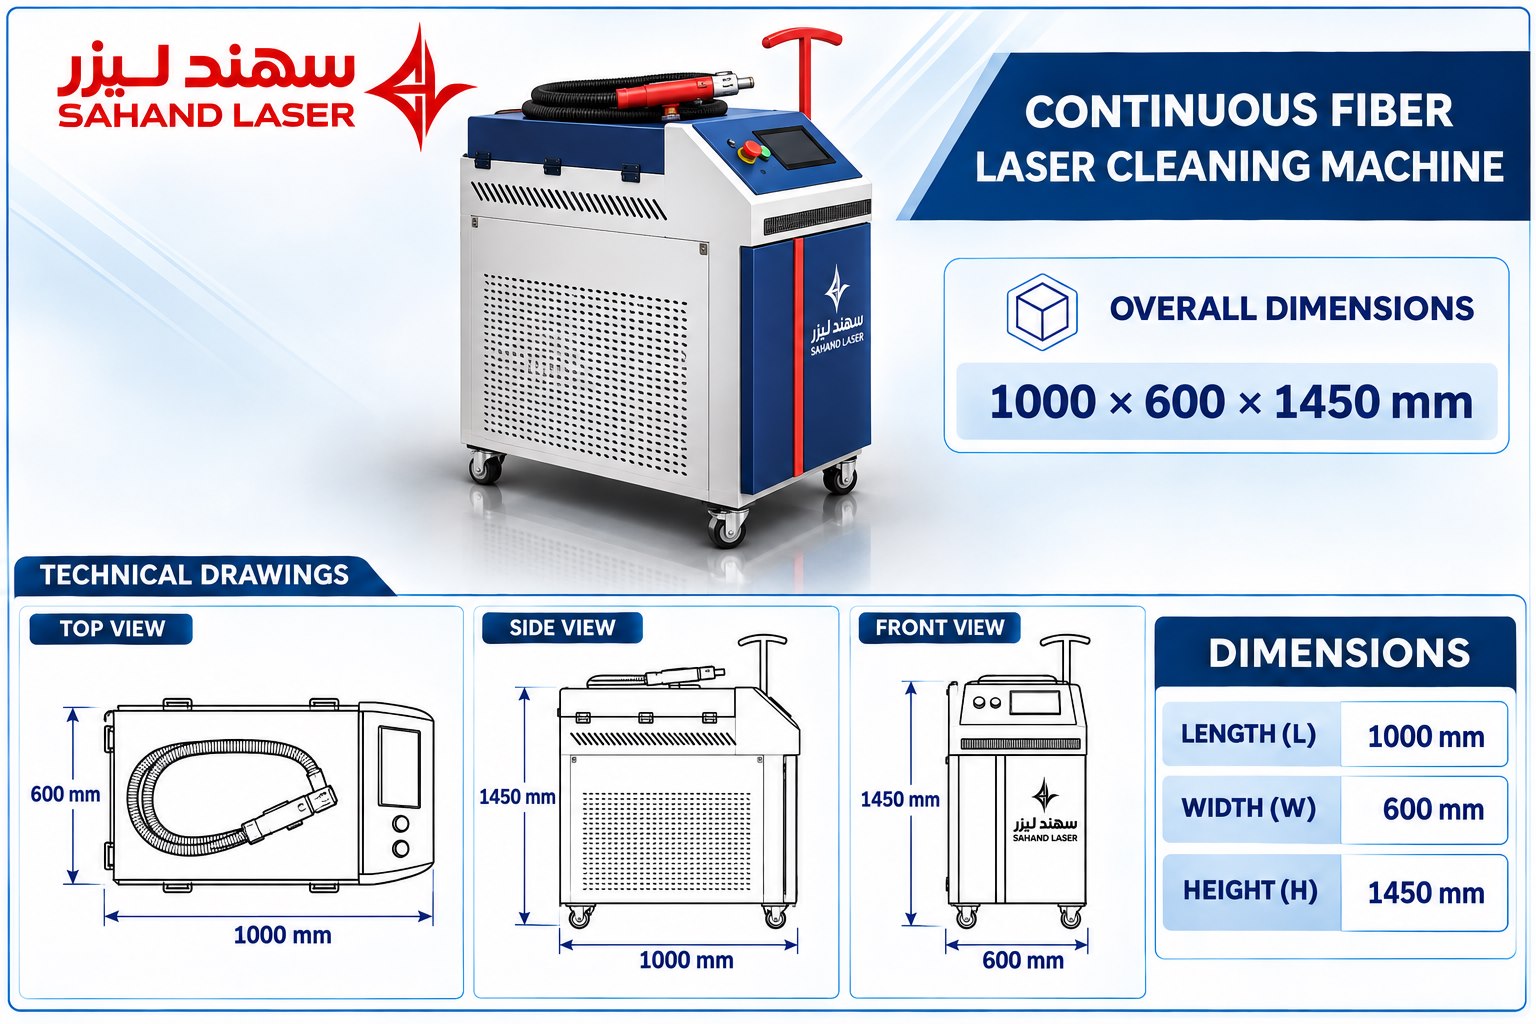 سهند لیزر
SAHAND LASER
CONTINUOUS FIBER
LASER CLEANING MACHINE
OVERALL DIMENSIONS
1000 × 600 × 1450 mm
سهند لیزر
SAHAND LASER
TECHNICAL DRAWINGS
TOP VIEW
600 mm
1000 mm
SIDE VIEW
1450 mm
1000 mm
FRONT VIEW
1450 mm
سهند لیزر
SAHAND LASER
600 mm
DIMENSIONS
LENGTH (L) 1000 mm
WIDTH (W) 600 mm
HEIGHT (H) 1450 mm